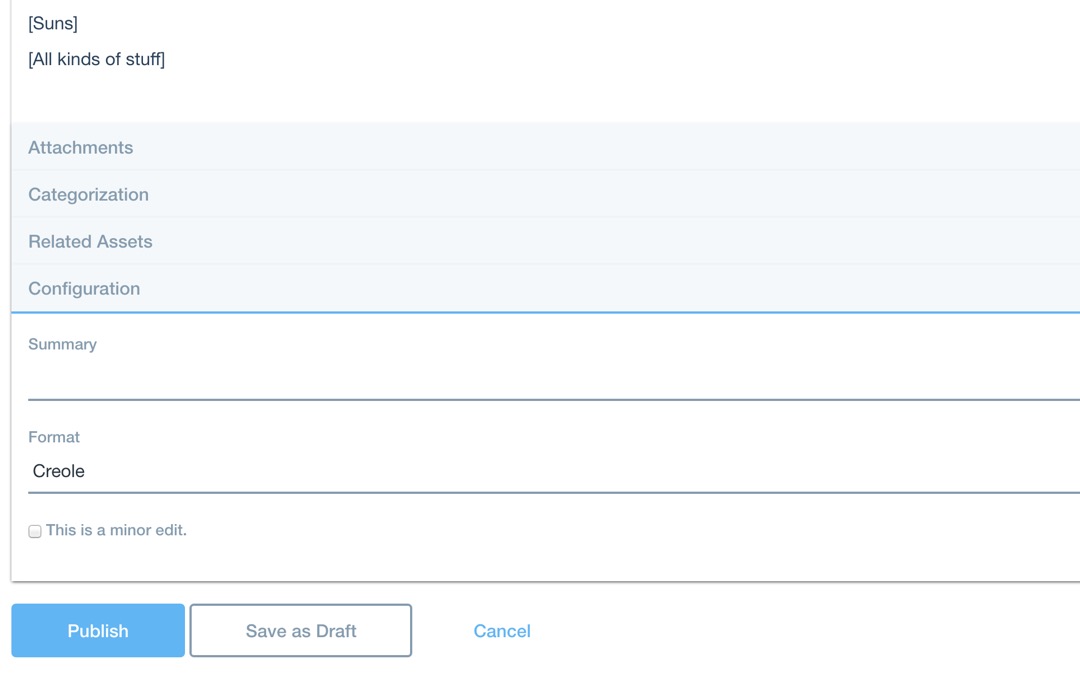 [Suns]
[All kinds of stuff]
Attachments
Categorization
Related Assets
Configuration
Summary
Format
Creole
This is a minor edit.
Publish Save as Draft Cancel